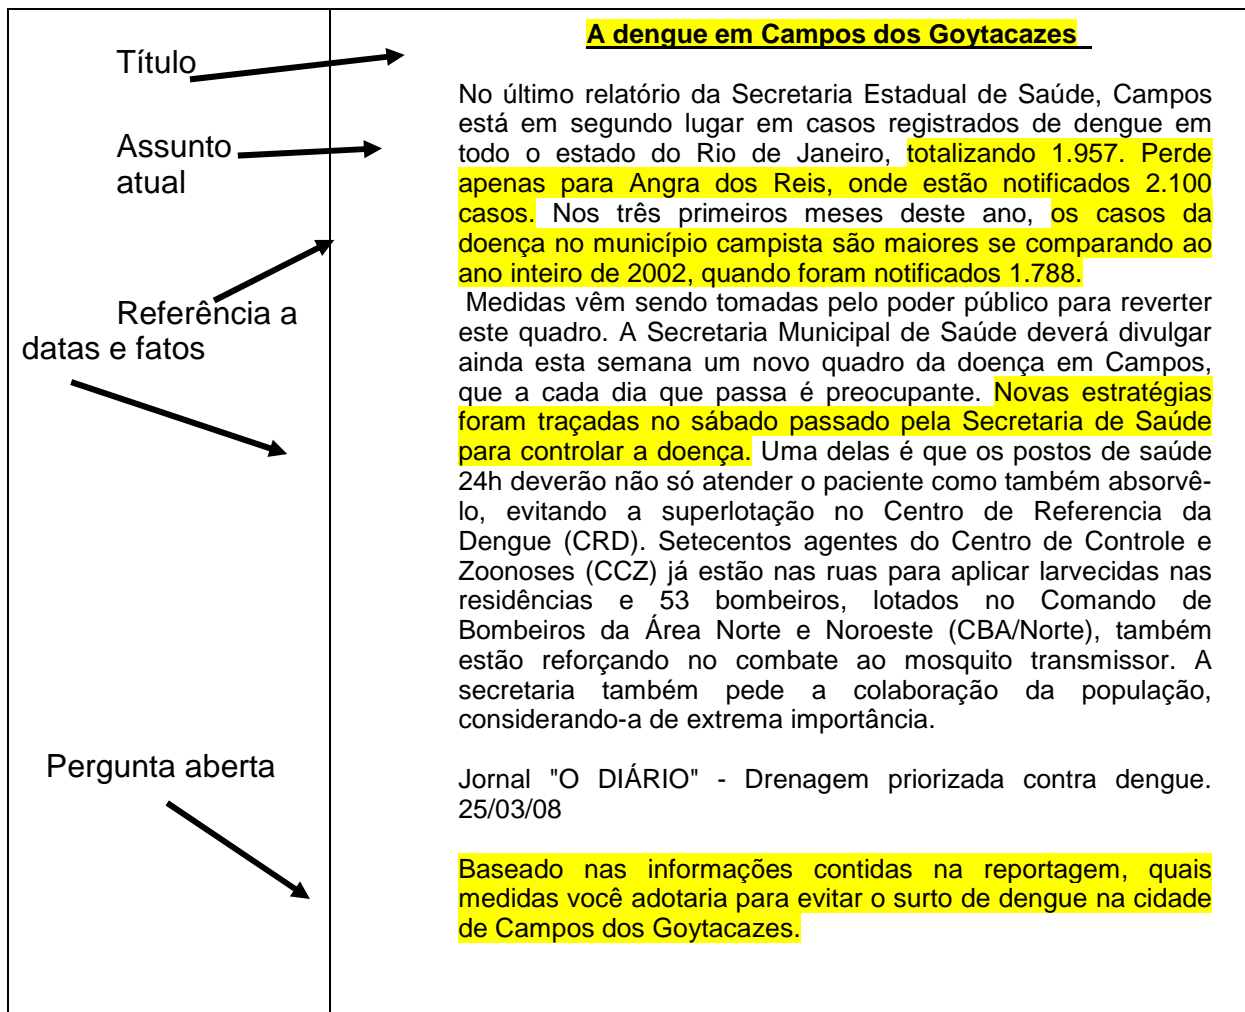 Título
Assunto
atual
Referência a
datas e fatos
Pergunta aberta
A dengue em Campos dos Goytacazes
No último relatório da Secretaria Estadual de Saúde, Campos
está em segundo lugar em casos registrados de dengue em
todo o estado do Rio de Janeiro, totalizando 1.957. Perde
apenas para Angra dos Reis, onde estão notificados 2.100
casos. Nos três primeiros meses deste ano, os casos da
doença no município campista são maiores se comparando ao
ano inteiro de 2002, quando foram notificados 1.788.
Medidas vêm sendo tomadas pelo poder público para reverter
este quadro. A Secretaria Municipal de Saúde deverá divulgar
ainda esta semana um novo quadro da doença em Campos,
que a cada dia que passa é preocupante. Novas estratégias
foram traçadas no sábado passado pela Secretaria de Saúde
para controlar a doença. Uma delas é que os postos de saúde
24h deverão não só atender o paciente como também absorvê-
lo, evitando a superlotação no Centro de Referencia da
Dengue (CRD). Setecentos agentes do Centro de Controle e
Zoonoses (CCZ) já estão nas ruas para aplicar larvecidas nas
residências e 53 bombeiros, lotados no Comando de
Bombeiros da Área Norte e Noroeste (CBA/Norte), também
estão reforçando no combate ao mosquito transmissor. A
secretaria também pede a colaboração da população,
considerando-a de extrema importância.
Jornal "O DIÁRIO" - Drenagem priorizada contra dengue.
25/03/08
Baseado nas informações contidas na reportagem, quais
medidas você adotaria para evitar o surto de dengue na cidade
de Campos dos Goytacazes.